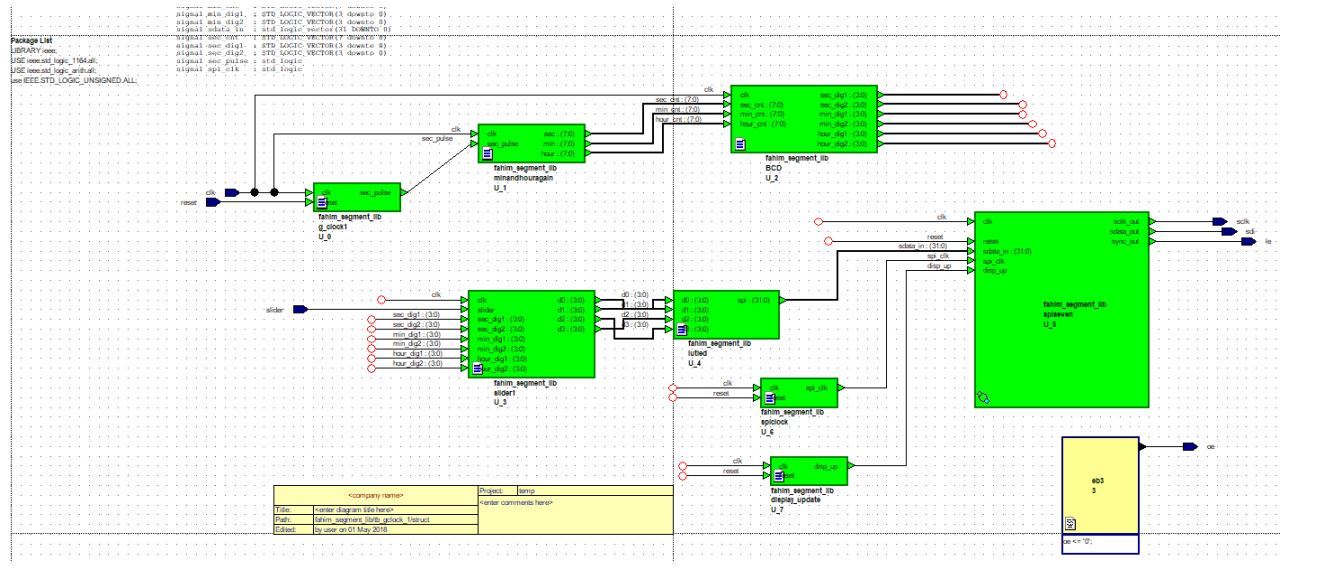 signal min_dig1 : STD_LOGIC_VECTOR(3 downto 0)
signal min_dig2 : STD_LOGIC_VECTOR(3 downto 0)
signal sdata_in : std_logic_vector(31 DOWNTO 0)
signal sec_cnt : STD_LOGIC_VECTOR(7 downto 0)
signal sec_dig1 : STD_LOGIC_VECTOR(3 downto 0)
signal sec_dig2 : STD_LOGIC_VECTOR(3 downto 0)
signal sec_pulse : std_logic
signal spi_clk : std_logic
Package List
LIBRARY ieee;
USE ieee.std_logic_1164.all;
USE ieee.std_logic_arith.all;
use IEEE.STD_LOGIC_UNSIGNED.ALL;
clk
reset
clk
sec_pulse
fahim_segment_lib
g_clock1
U_0
clk
sec_pulse
clk
sec_pulse
sec : (7:0)
min : (7:0)
hour : (7:0)
fahim_segment_lib
minandhouragain
U_1
clk
sec_cnt : (7:0)
min_cnt : (7:0)
hour_cnt : (7:0)
clk
sec_cnt : (7:0)
min_cnt : (7:0)
hour_cnt : (7:0)
sec_dig1 : (3:0)
sec_dig2 : (3:0)
min_dig1 : (3:0)
min_dig2 : (3:0)
hour_dig1 : (3:0)
hour_dig2 : (3:0)
fahim_segment_lib
BCD
U_2
clk
reset
sdata_in : (31:0)
spi_clk
disp_up
clk
reset
sdata_in : (31:0)
spi_clk
disp_up
sclk_out
sdata_out
sync_out
sclk
sdi
le
fahim_segment_lib
spiseven
U_5
slider
clk
sec_dig1 : (3:0)
sec_dig2 : (3:0)
min_dig1 : (3:0)
min_dig2 : (3:0)
hour_dig1 : (3:0)
hour_dig2 : (3:0)
clk
slider
sec_dig1 : (3:0)
sec_dig2 : (3:0)
min_dig1 : (3:0)
min_dig2 : (3:0)
d0 : (3:0)
d1 : (3:0)
d2 : (3:0)
d3 : (3:0)
fahim_segment_lib
slider1
U_3
d0 : (3:0)
d1 : (3:0)
d2 : (3:0)
d3 : (3:0)
d0 : (3:0)
d1 : (3:0)
d2 : (3:0)
spi : (31:0)
fahim_segment_lib
lutled
U_4
clk
reset
clk
spi_clk
fahim_segment_lib
spiclock
U_6
clk
reset
clk
disp_up
fahim_segment_lib
display_update
U_7
eb3
3
oe <= '0';
oe
<company name>
Project: temp
<enter comments here>
Title: <enter diagram title here>
Path: fahim_segment_lib/tb_gclock_1/struct
Edited: by user on 01 May 2016